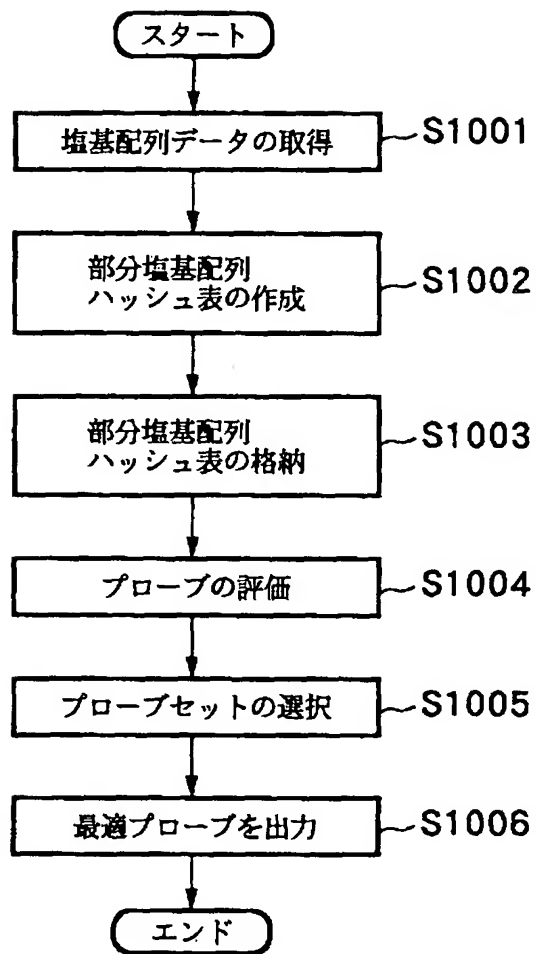 スタート
塩基配列データの取得
S1001
部分塩基配列
ハッシュ表の作成
S1002
部分塩基配列
ハッシュ表の格納
S1003
プローブの評価
S1004
プローブセットの選択
S1005
最適プローブを出力
S1006
エンド